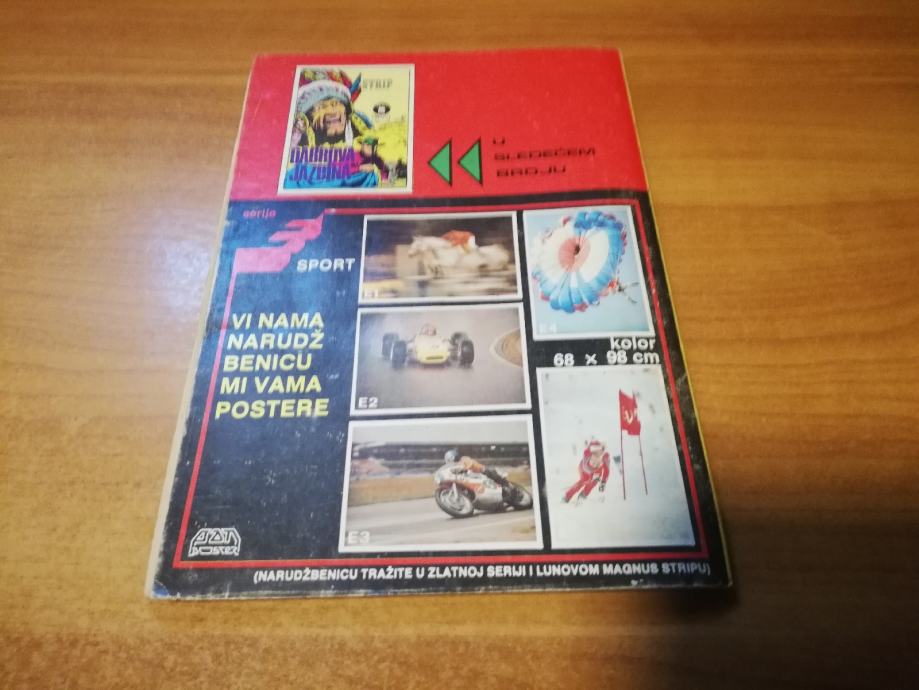 STRIP
DABROVA
JAZBINA
U
SLEDEĆEM
BROJU
serija
SPORT
VI NAMA
NARUDŽ
BENICU
MI VAMA
POSTERE
E1
E2
E3
E4
kolor
68 x 98 cm
POSTER
(NARUDŽBENICU TRAŽITE U ZLATNOJ SERIJI I LUNOVOM MAGNUS STRIPU)